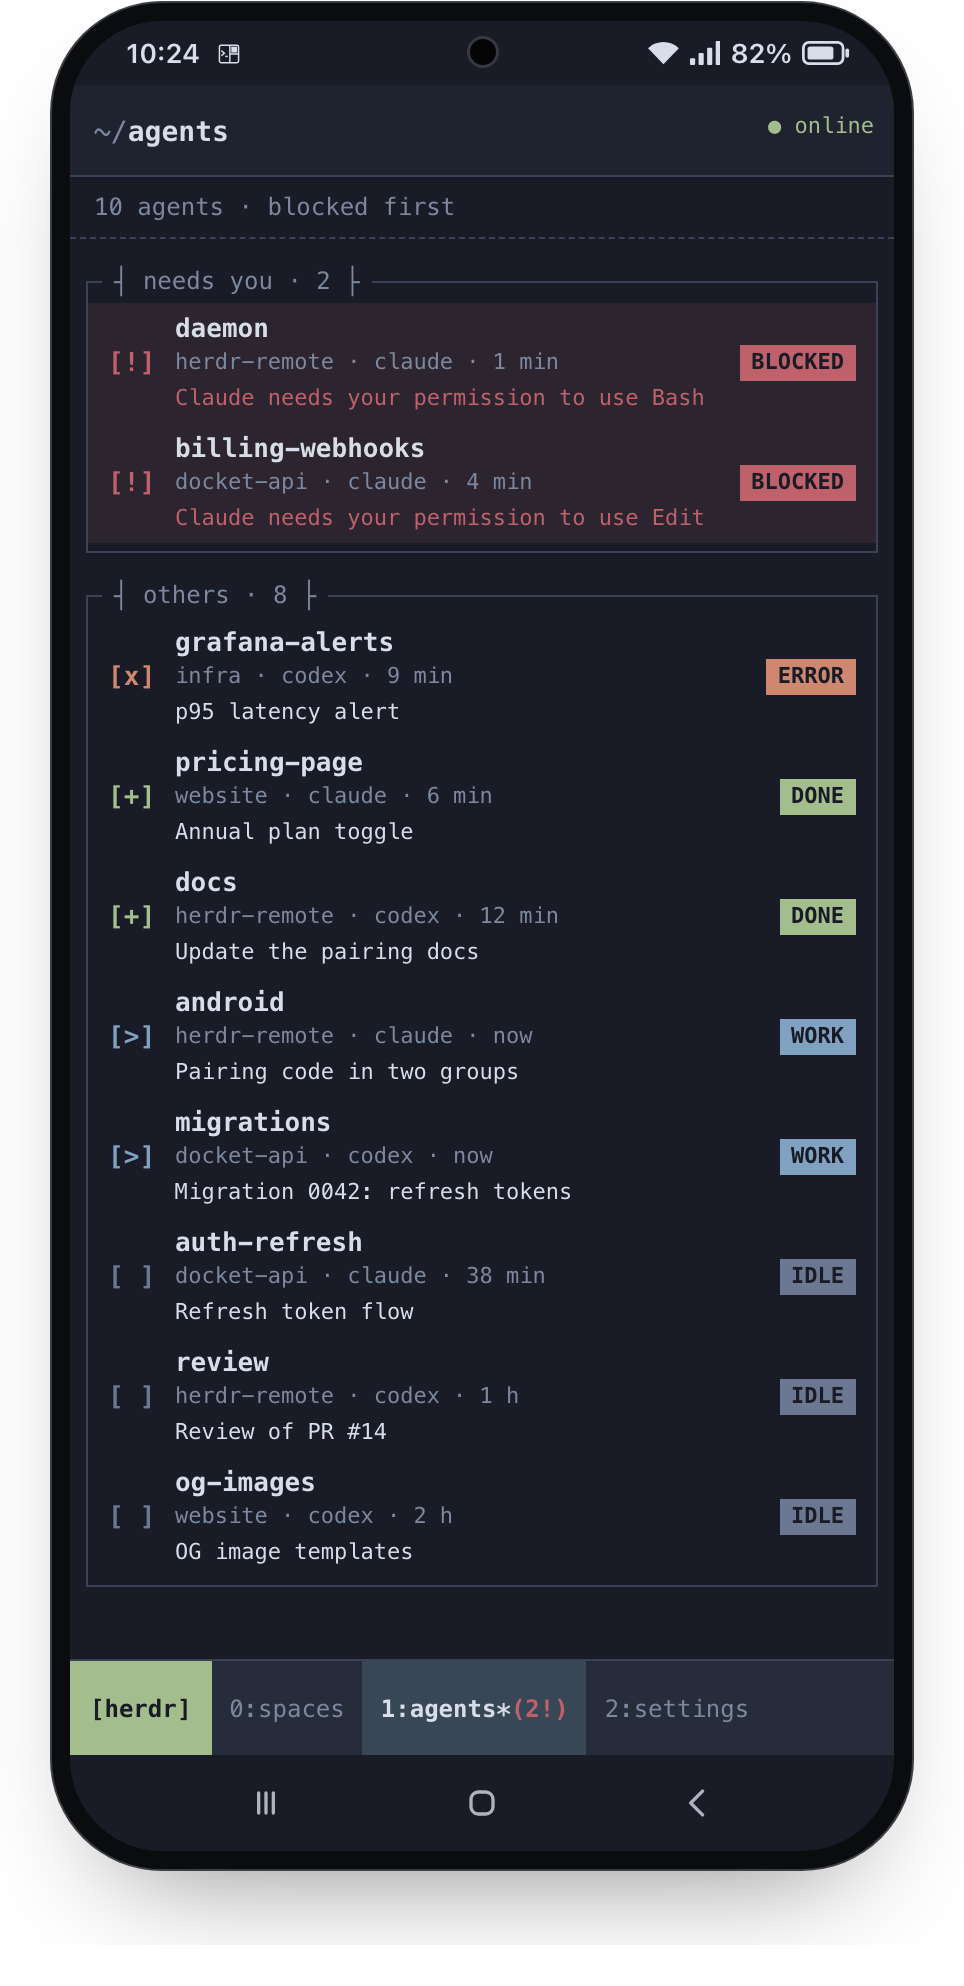 10:24 82%
~/agents ● online
10 agents · blocked first
┤ needs you · 2 ├
daemon
[!] herdr-remote · claude · 1 min BLOCKED
Claude needs your permission to use Bash
billing-webhooks
[!] docket-api · claude · 4 min BLOCKED
Claude needs your permission to use Edit
┤ others · 8 ├
grafana-alerts
[x] infra · codex · 9 min ERROR
p95 latency alert
pricing-page
[+] website · claude · 6 min DONE
Annual plan toggle
docs
[+] herdr-remote · codex · 12 min DONE
Update the pairing docs
android
[>] herdr-remote · claude · now WORK
Pairing code in two groups
migrations
[>] docket-api · codex · now WORK
Migration 0042: refresh tokens
auth-refresh
[ ] docket-api · claude · 38 min IDLE
Refresh token flow
review
[ ] herdr-remote · codex · 1 h IDLE
Review of PR #14
og-images
[ ] website · codex · 2 h IDLE
OG image templates
[herdr] 0:spaces 1:agents*(2!) 2:settings